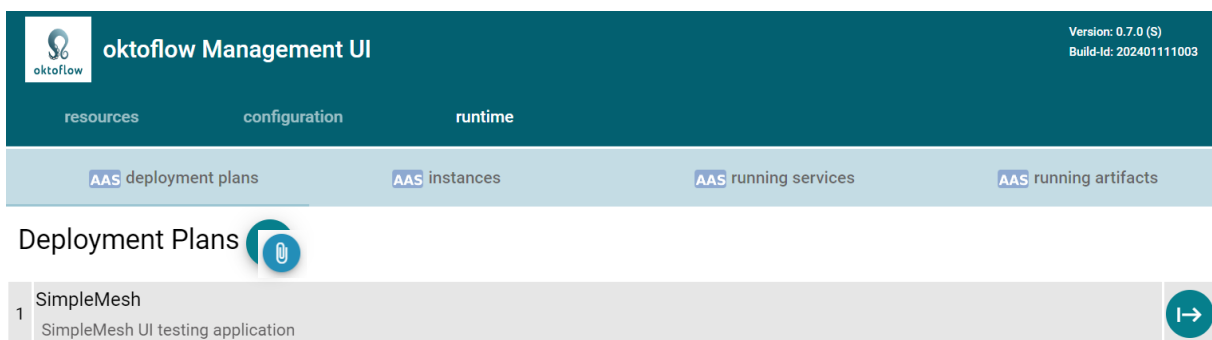 oktoflow
oktoflow Management UI
Version: 0.7.0 (S)
Build-Id: 202401111003
resources configuration runtime
AAS deployment plans AAS instances AAS running services AAS running artifacts
Deployment Plans
1 SimpleMesh
SimpleMesh UI testing application